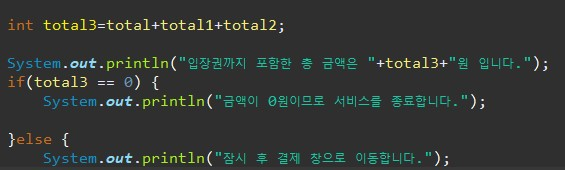 int total3=total+total1+total2;
System.out.println("입장권까지 포함한 총 금액은 "+total3+"원 입니다.");
if(total3 == 0) {
System.out.println("금액이 0원이므로 서비스를 종료합니다.");
}else {
System.out.println("잠시 후 결제 창으로 이동합니다.");